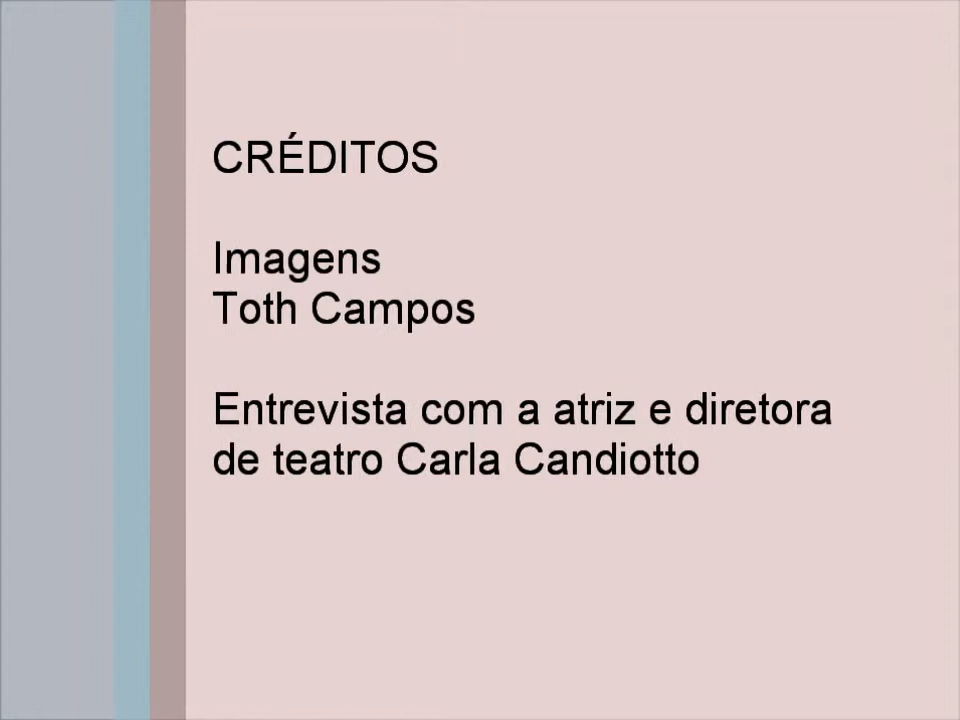 CRÉDITOS
Imagens
Toth Campos
Entrevista com a atriz e diretora
de teatro Carla Candiotto